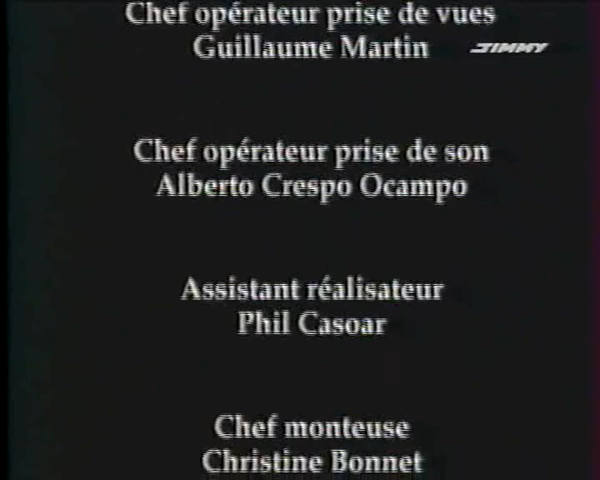 Chef opérateur prise de vues
Guillaume Martin
JIMMY
Chef opérateur prise de son
Alberto Crespo Ocampo
Assistant réalisateur
Phil Casoar
Chef monteuse
Christine Bonnet